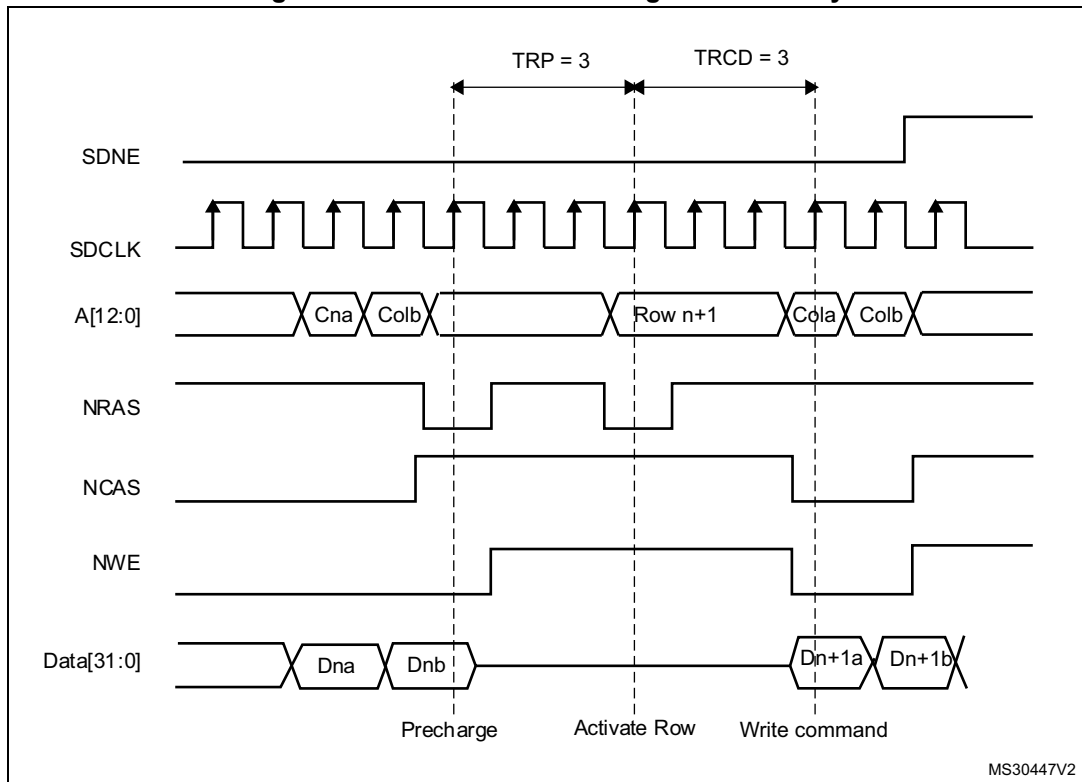 TRP = 3 TRCD = 3
SDNE
SDCLK
A[12:0] Cna Colb Row n+1 Cola Colb
NRAS
NCAS
NWE
Data[31:0] Dna Dnb Dn+1a Dn+1b
Precharge Activate Row Write command
MS30447V2